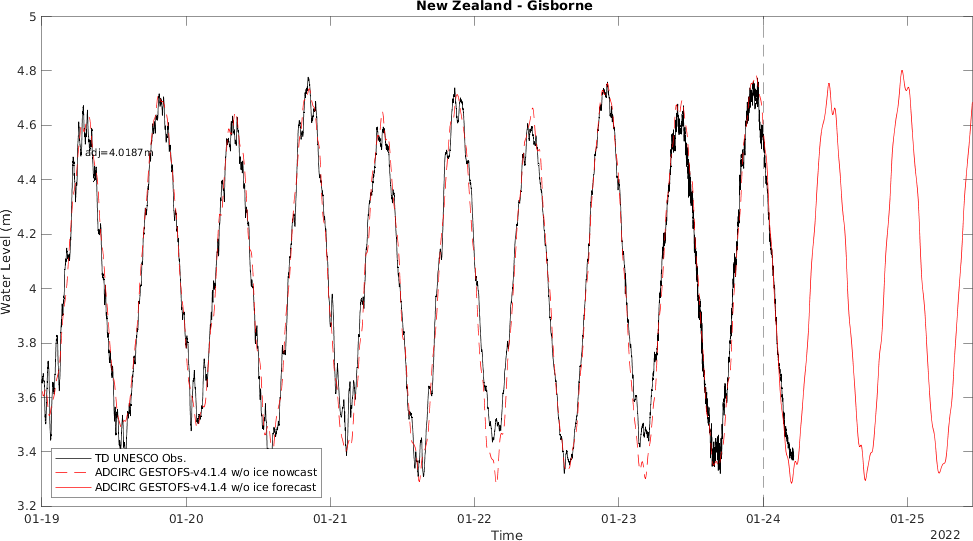 New Zealand - Gisborne
5
4.8
4.6
4.4
4.2
4
3.8
3.6
3.4
3.2
Water Level (m)
adj=4.0187m
TD UNESCO Obs.
ADCIRC GESTOFS-v4.1.4 w/o ice nowcast
ADCIRC GESTOFS-v4.1.4 w/o ice forecast
01-19 01-20 01-21 01-22 01-23 01-24 01-25
Time
2022